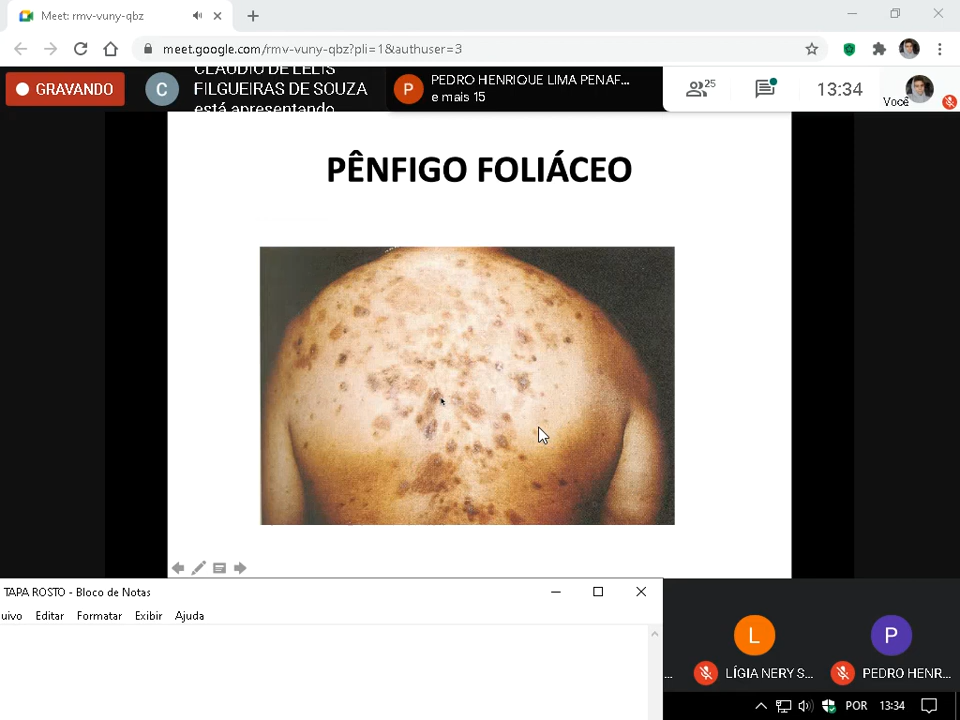 Meet: rmv-vuny-qbz
meet.google.com/rmv-vuny-qbz?pli=1&authuser=3
GRAVANDO
C
CLAUDIO DE LELIS
FILGUEIRAS DE SOUZA
está apresentando
P
PEDRO HENRIQUE LIMA PENAF...
e mais 15
25
13:34
Você
PÊNFIGO FOLIÁCEO
TAPA ROSTO - Bloco de Notas
uivo Editar Formatar Exibir Ajuda
L
P
...
LÍGIA NERY S...
PEDRO HENR...
POR
13:34